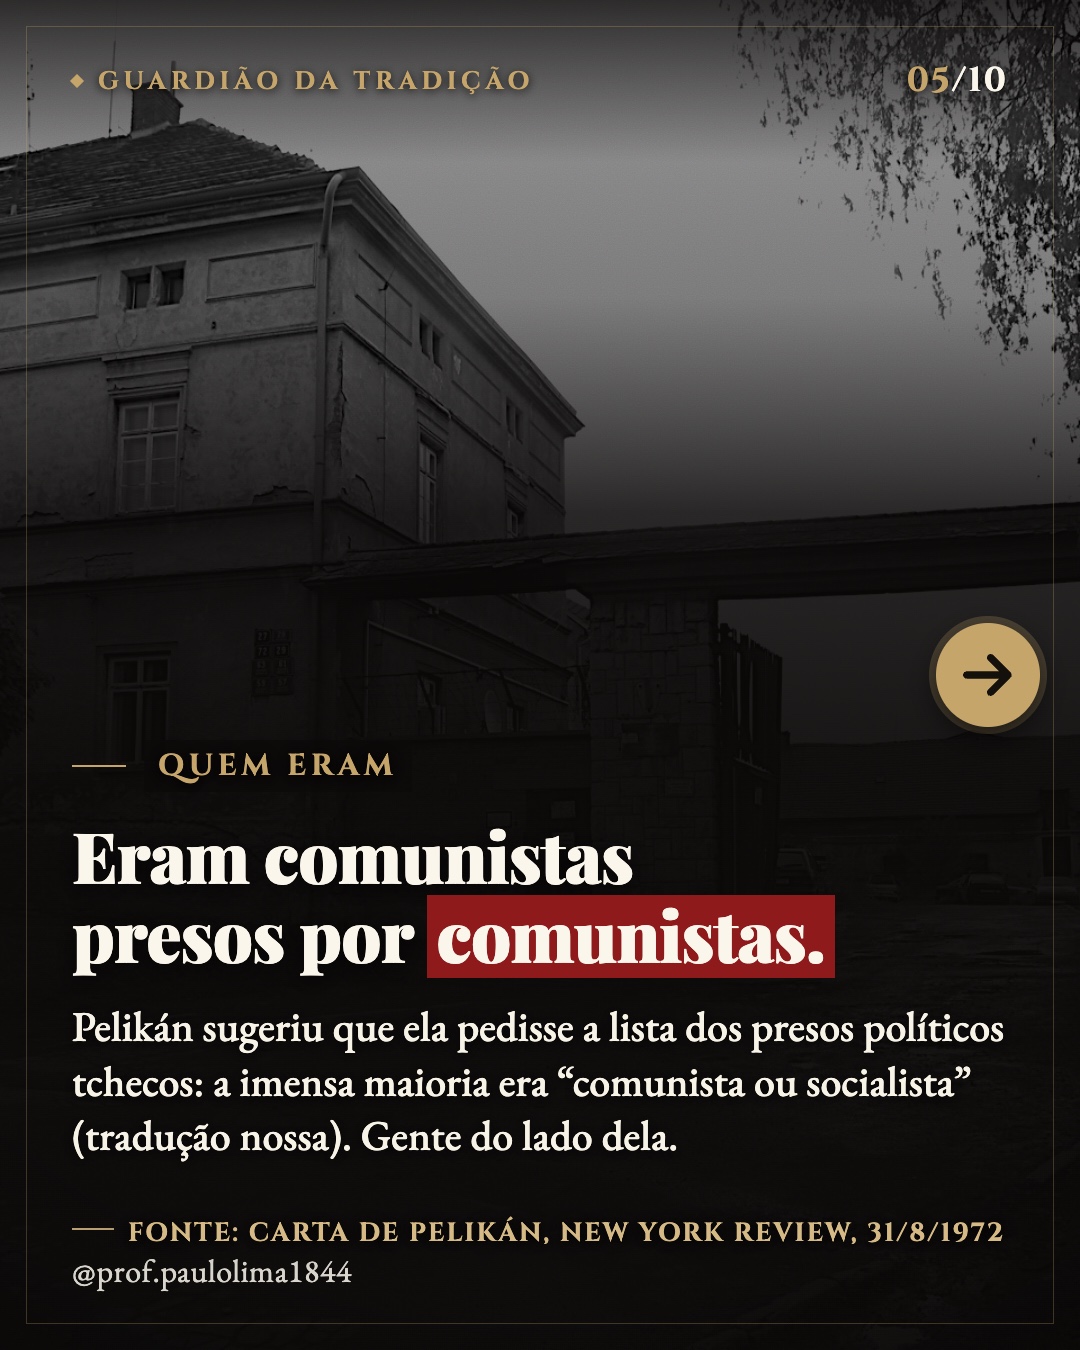 GUARDIÃO DA TRADIÇÃO
05/10
QUEM ERAM
Eram comunistas
presos por comunistas.
Pelikán sugeriu que ela pedisse a lista dos presos políticos
tchecos: a imensa maioria era “comunista ou socialista”
(tradução nossa). Gente do lado dela.
FONTE: CARTA DE PELIKÁN, NEW YORK REVIEW, 31/8/1972
@prof.paulolima1844